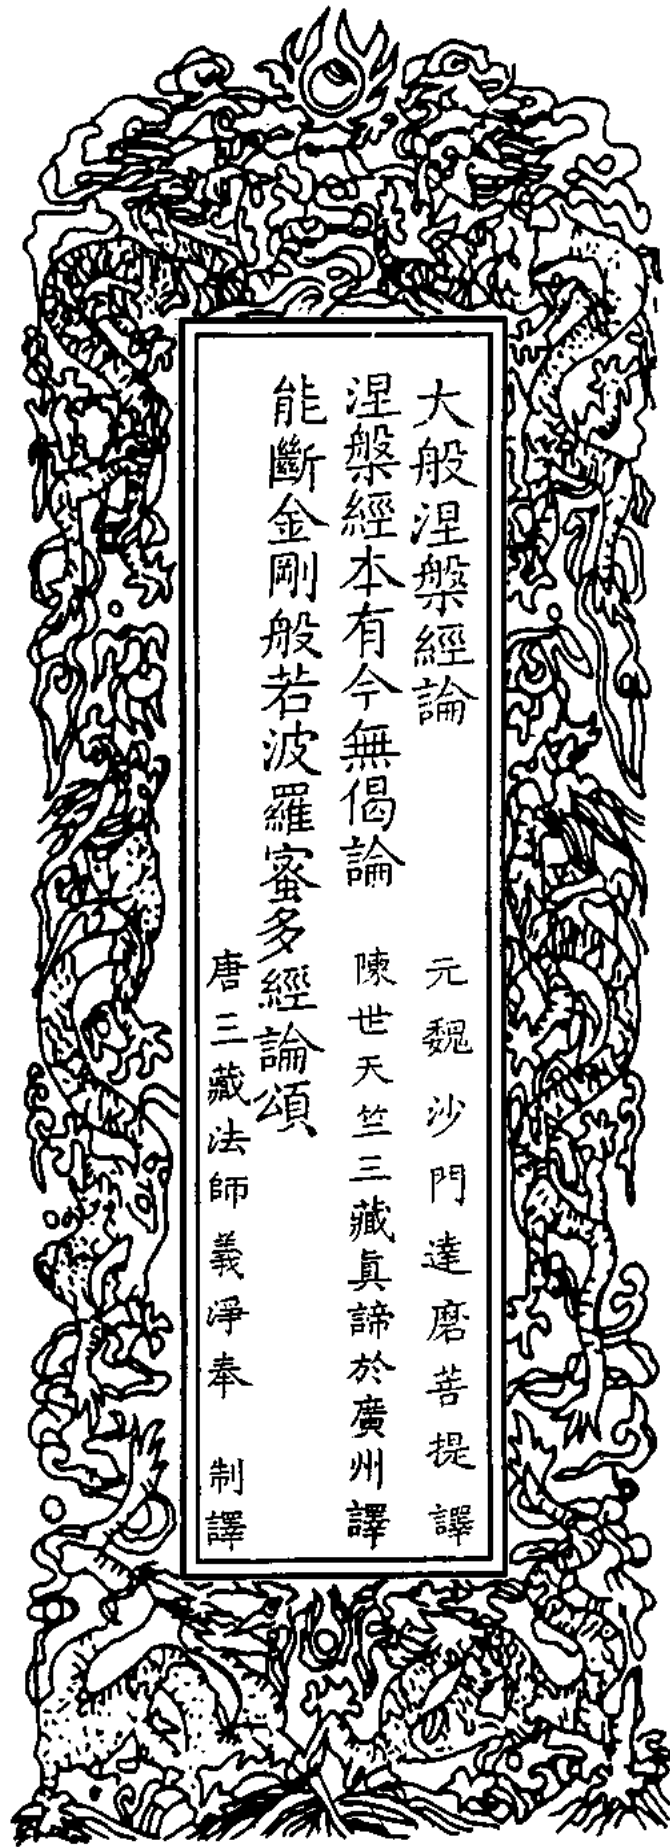 大般涅槃經論
元魏沙門達磨菩提譯
涅槃經本有今無偈論
陳世天竺三藏眞諦於廣州譯
能斷金剛般若波羅蜜多經論頌
唐三藏法師義淨奉 制譯